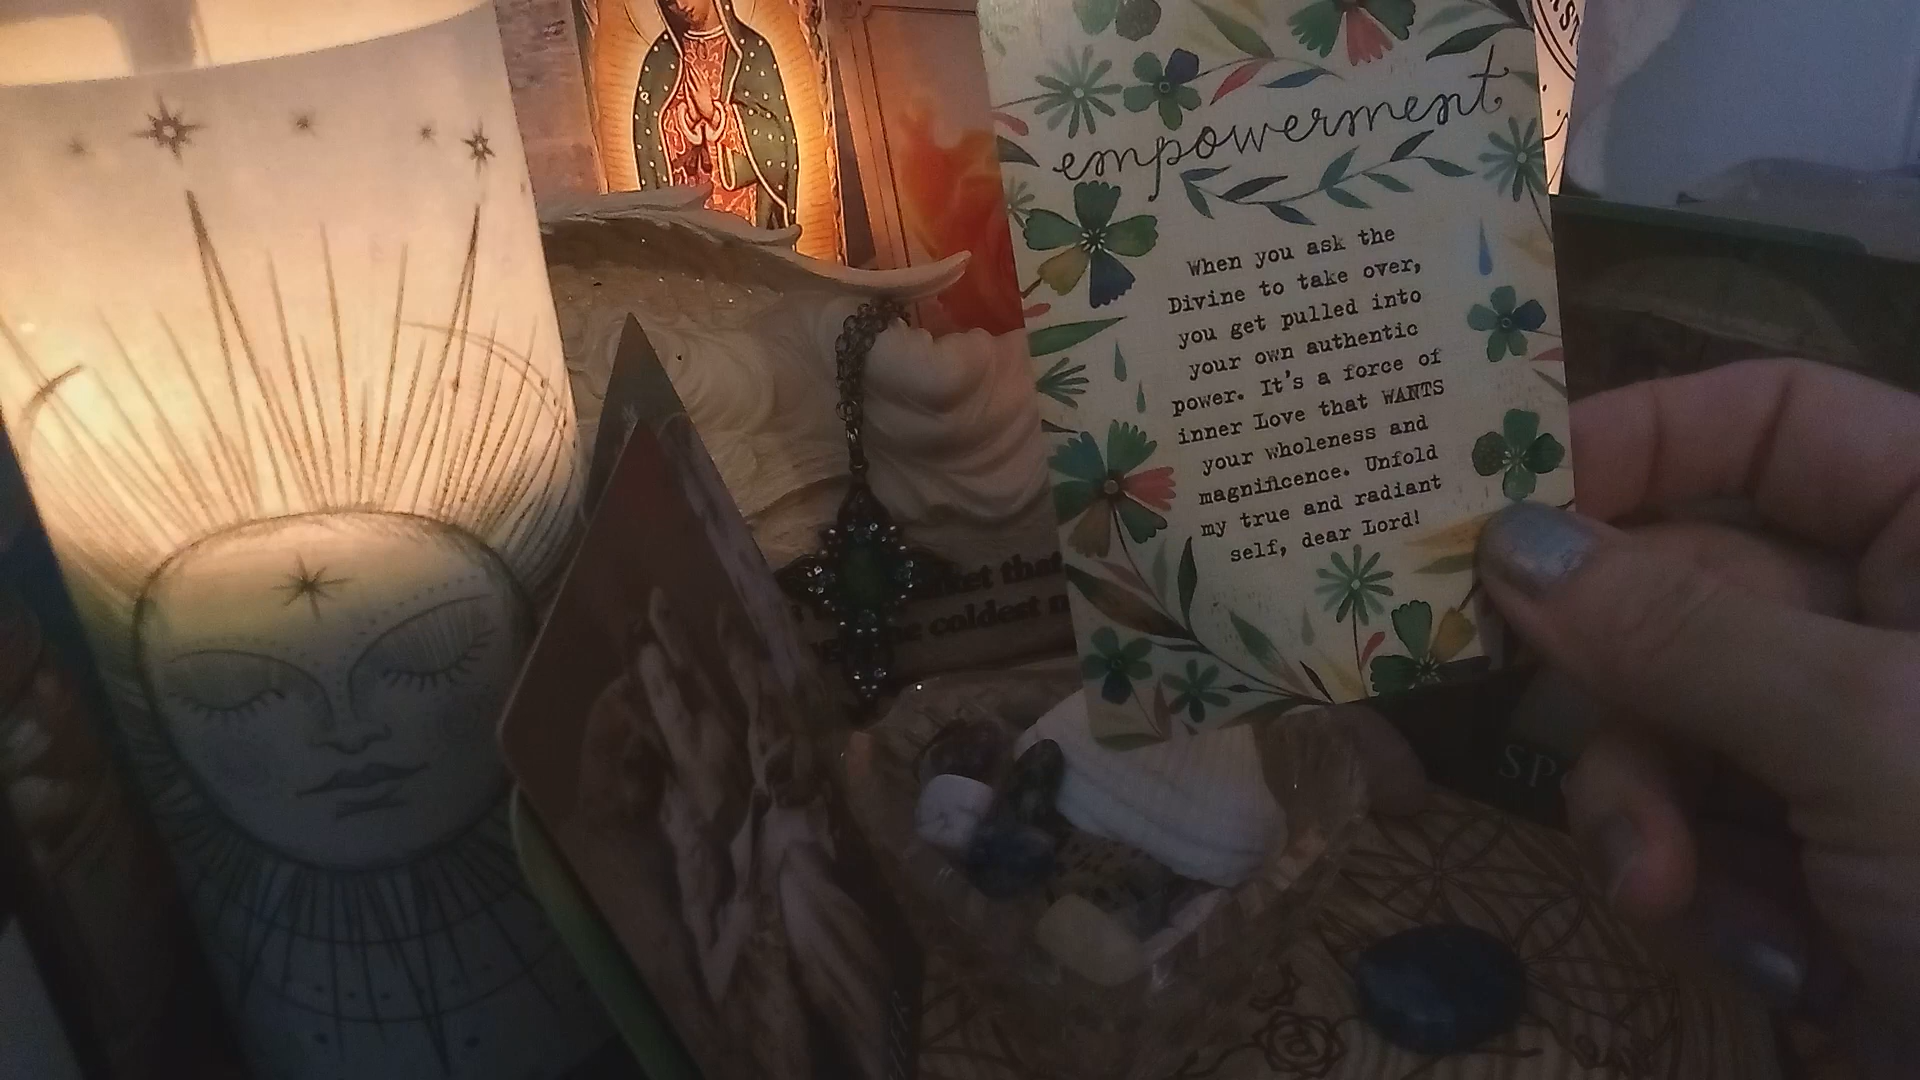 empowerment
When you ask the
Divine to take over,
you get pulled into
your own authentic
power. It's a force of
inner Love that WANTS
your wholeness and
magnificence. Unfold
my true and radiant
self, dear Lord!
that
the coldest
SP